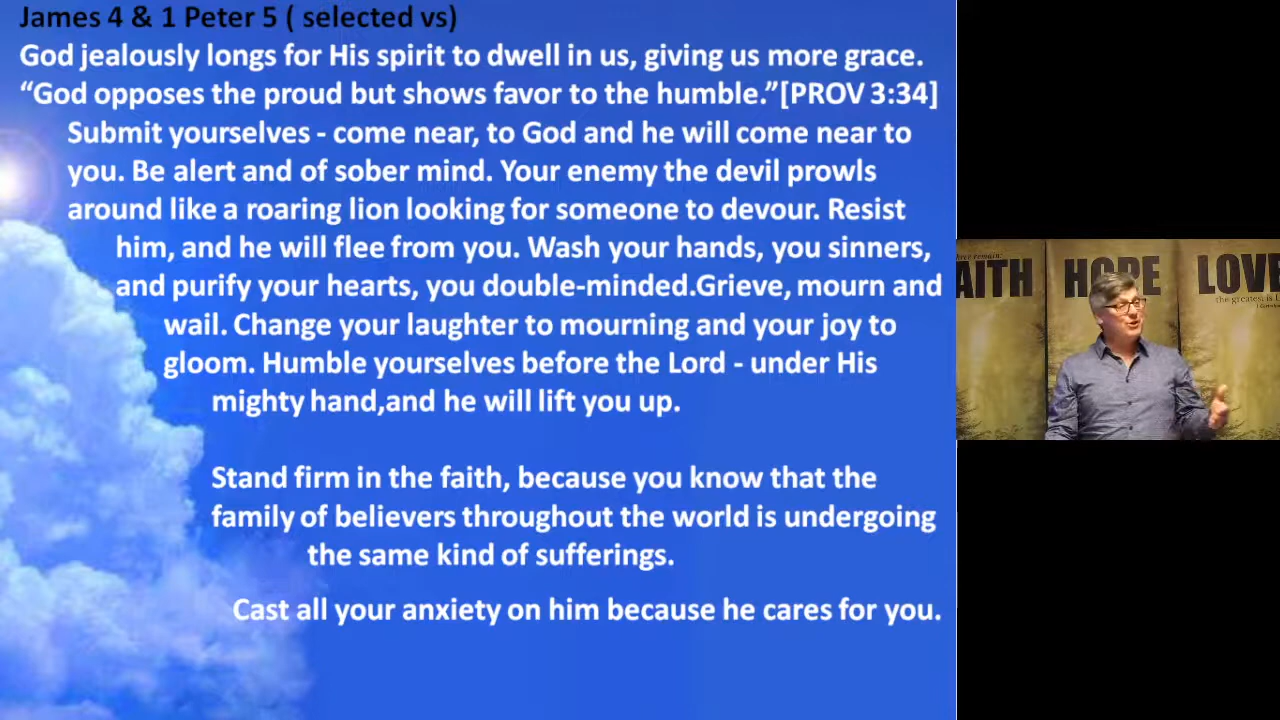 James 4 & 1 Peter 5 ( selected vs)
God jealously longs for His spirit to dwell in us, giving us more grace.
“God opposes the proud but shows favor to the humble.”[PROV 3:34]
Submit yourselves - come near, to God and he will come near to
you. Be alert and of sober mind. Your enemy the devil prowls
around like a roaring lion looking for someone to devour. Resist
him, and he will flee from you. Wash your hands, you sinners,
and purify your hearts, you double-minded.Grieve, mourn and
wail. Change your laughter to mourning and your joy to
gloom. Humble yourselves before the Lord - under His
mighty hand,and he will lift you up.
Stand firm in the faith, because you know that the
family of believers throughout the world is undergoing
the same kind of sufferings.
Cast all your anxiety on him because he cares for you.
remain:
AITH
HOPE
LOVE
the greatest is